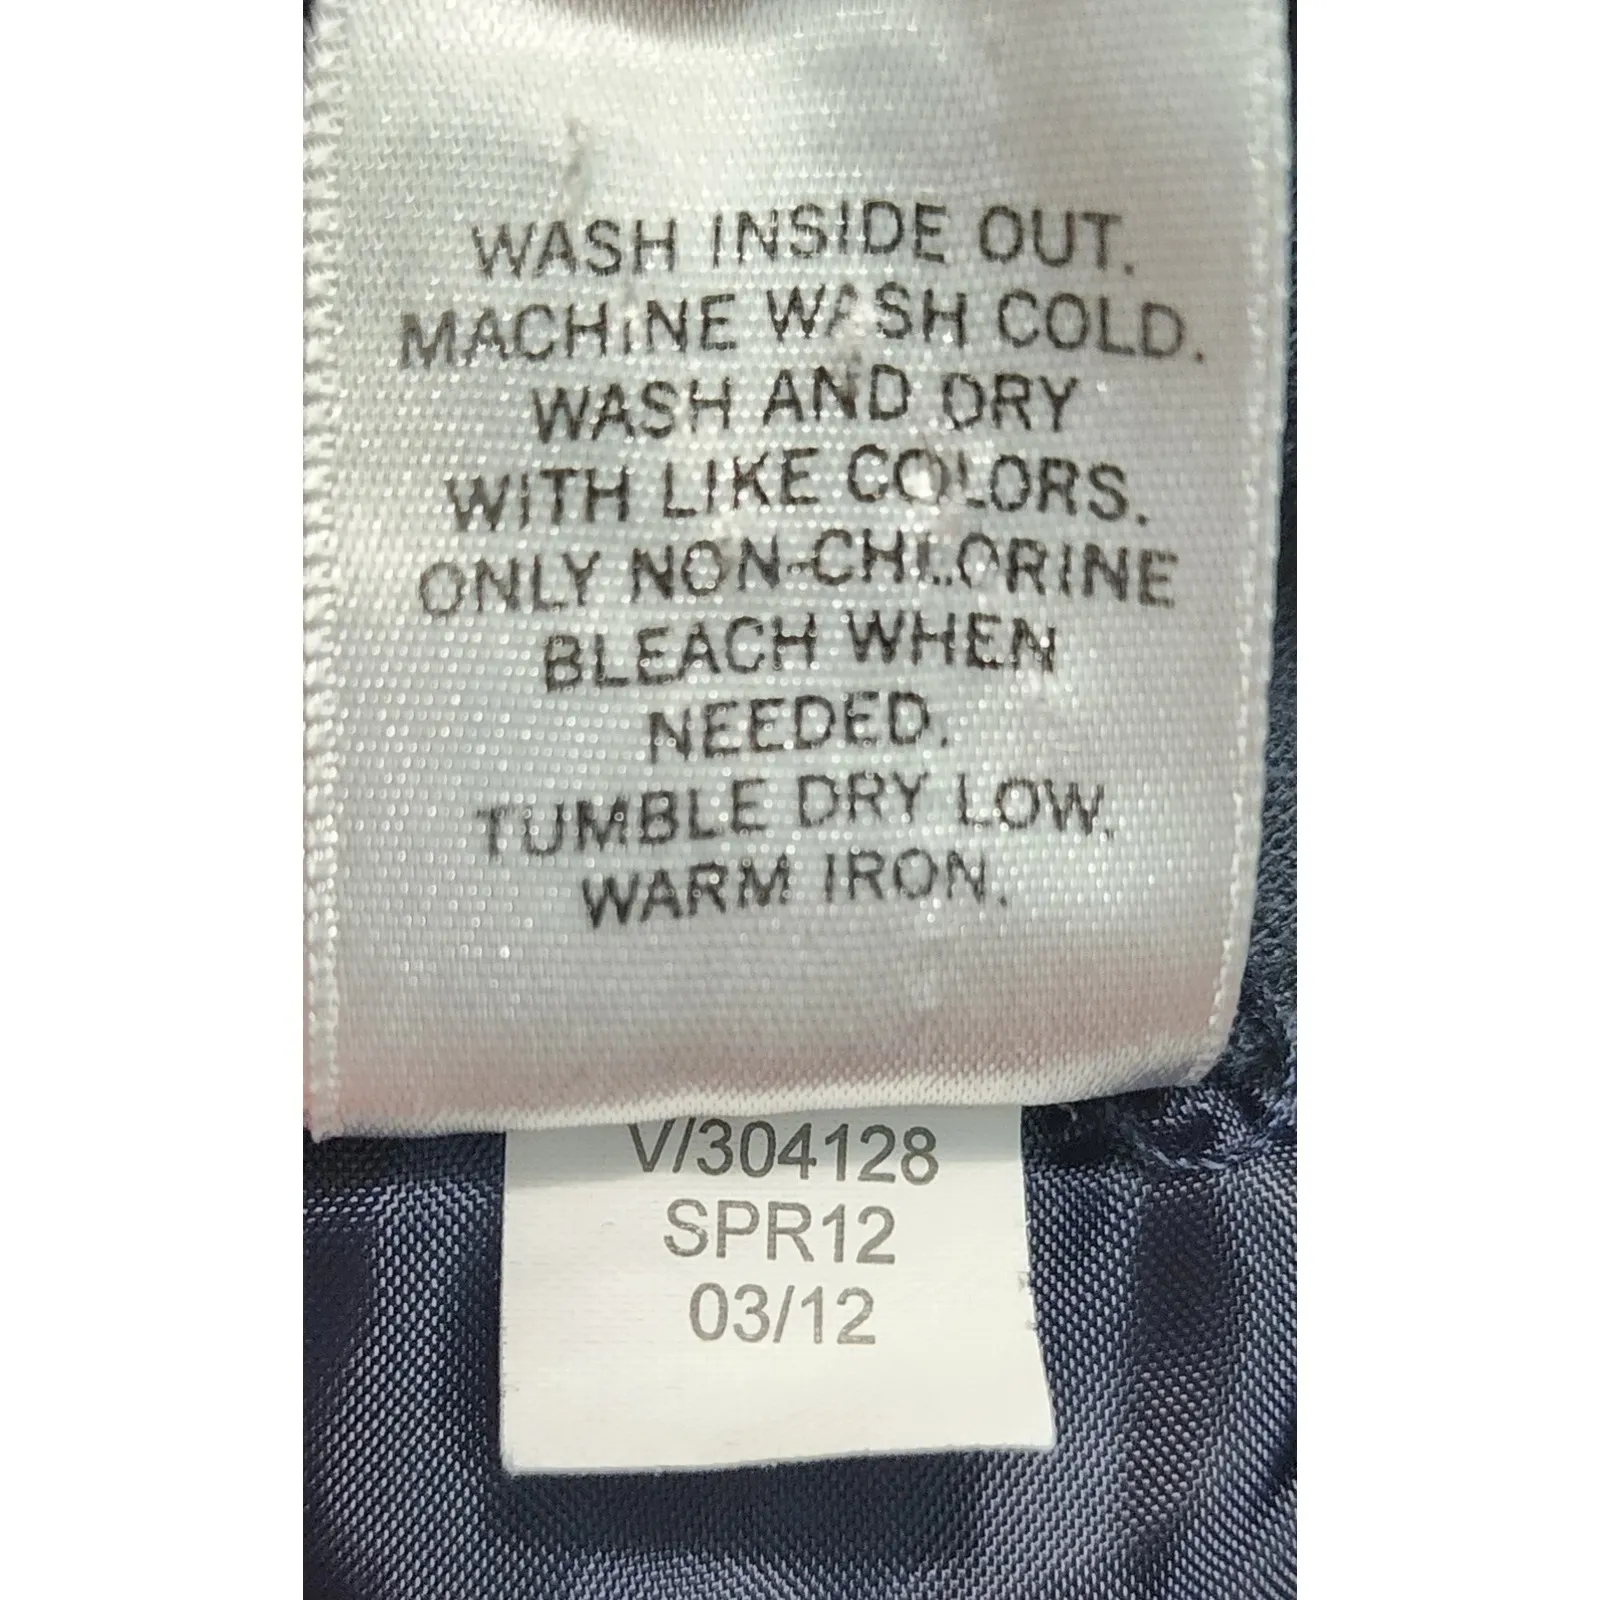 WASH INSIDE OUT.
MACHINE WASH COLD.
WASH AND DRY
WITH LIKE COLORS.
ONLY NON-CHLORINE
BLEACH WHEN
NEEDED.
TUMBLE DRY LOW.
WARM IRON.
V/304128
SPR12
03/12